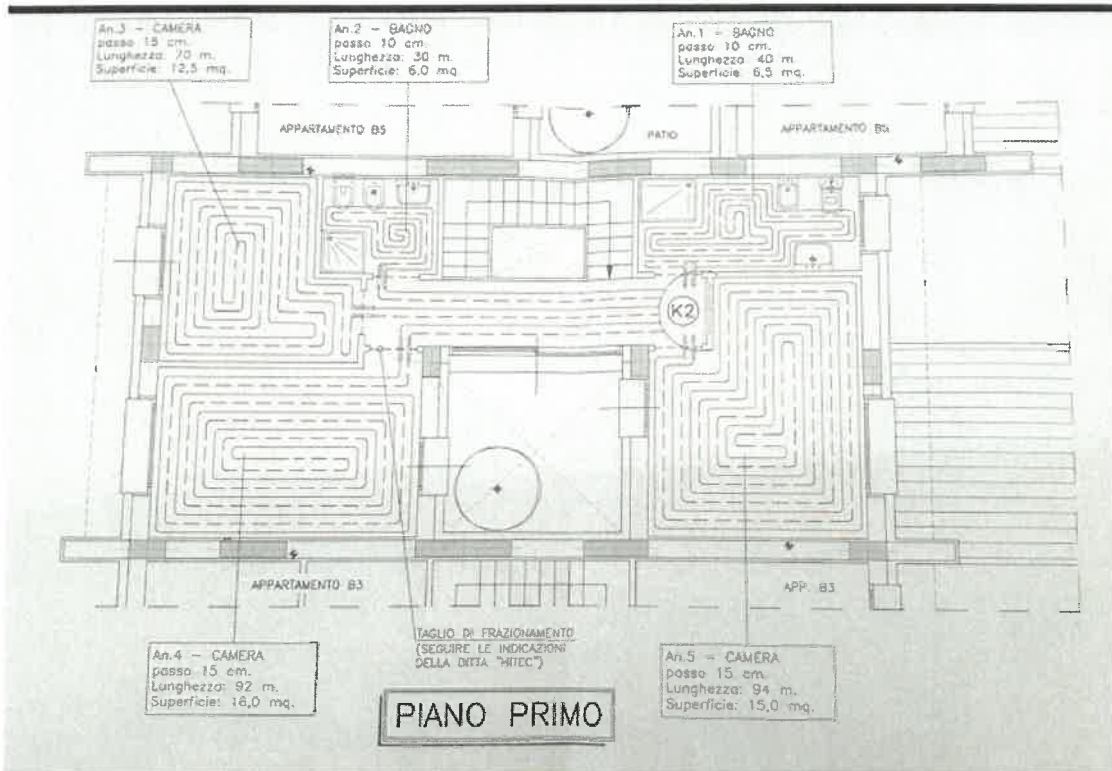 An.3 - CAMERA
passo 15 cm.
Lunghezza: 70 m.
Superficie: 12,5 mq.
An.2 - BAGNO
passo 10 cm.
Lunghezza: 30 m.
Superficie: 6,0 mq.
An.1 - BAGNO
passo 10 cm.
Lunghezza: 40 m.
Superficie: 6,5 mq.
APPARTAMENTO B5
PATIO
APPARTAMENTO B5
K2
APPARTAMENTO B3
APP. B3
TAGLIO DI FRAZIONAMENTO
(SEGUIRE LE INDICAZIONI
DELLA DITTA "HITEC")
An.4 - CAMERA
passo 15 cm.
Lunghezza: 92 m.
Superficie: 16,0 mq.
An.5 - CAMERA
passo 15 cm.
Lunghezza: 94 m.
Superficie: 15,0 mq.
PIANO PRIMO